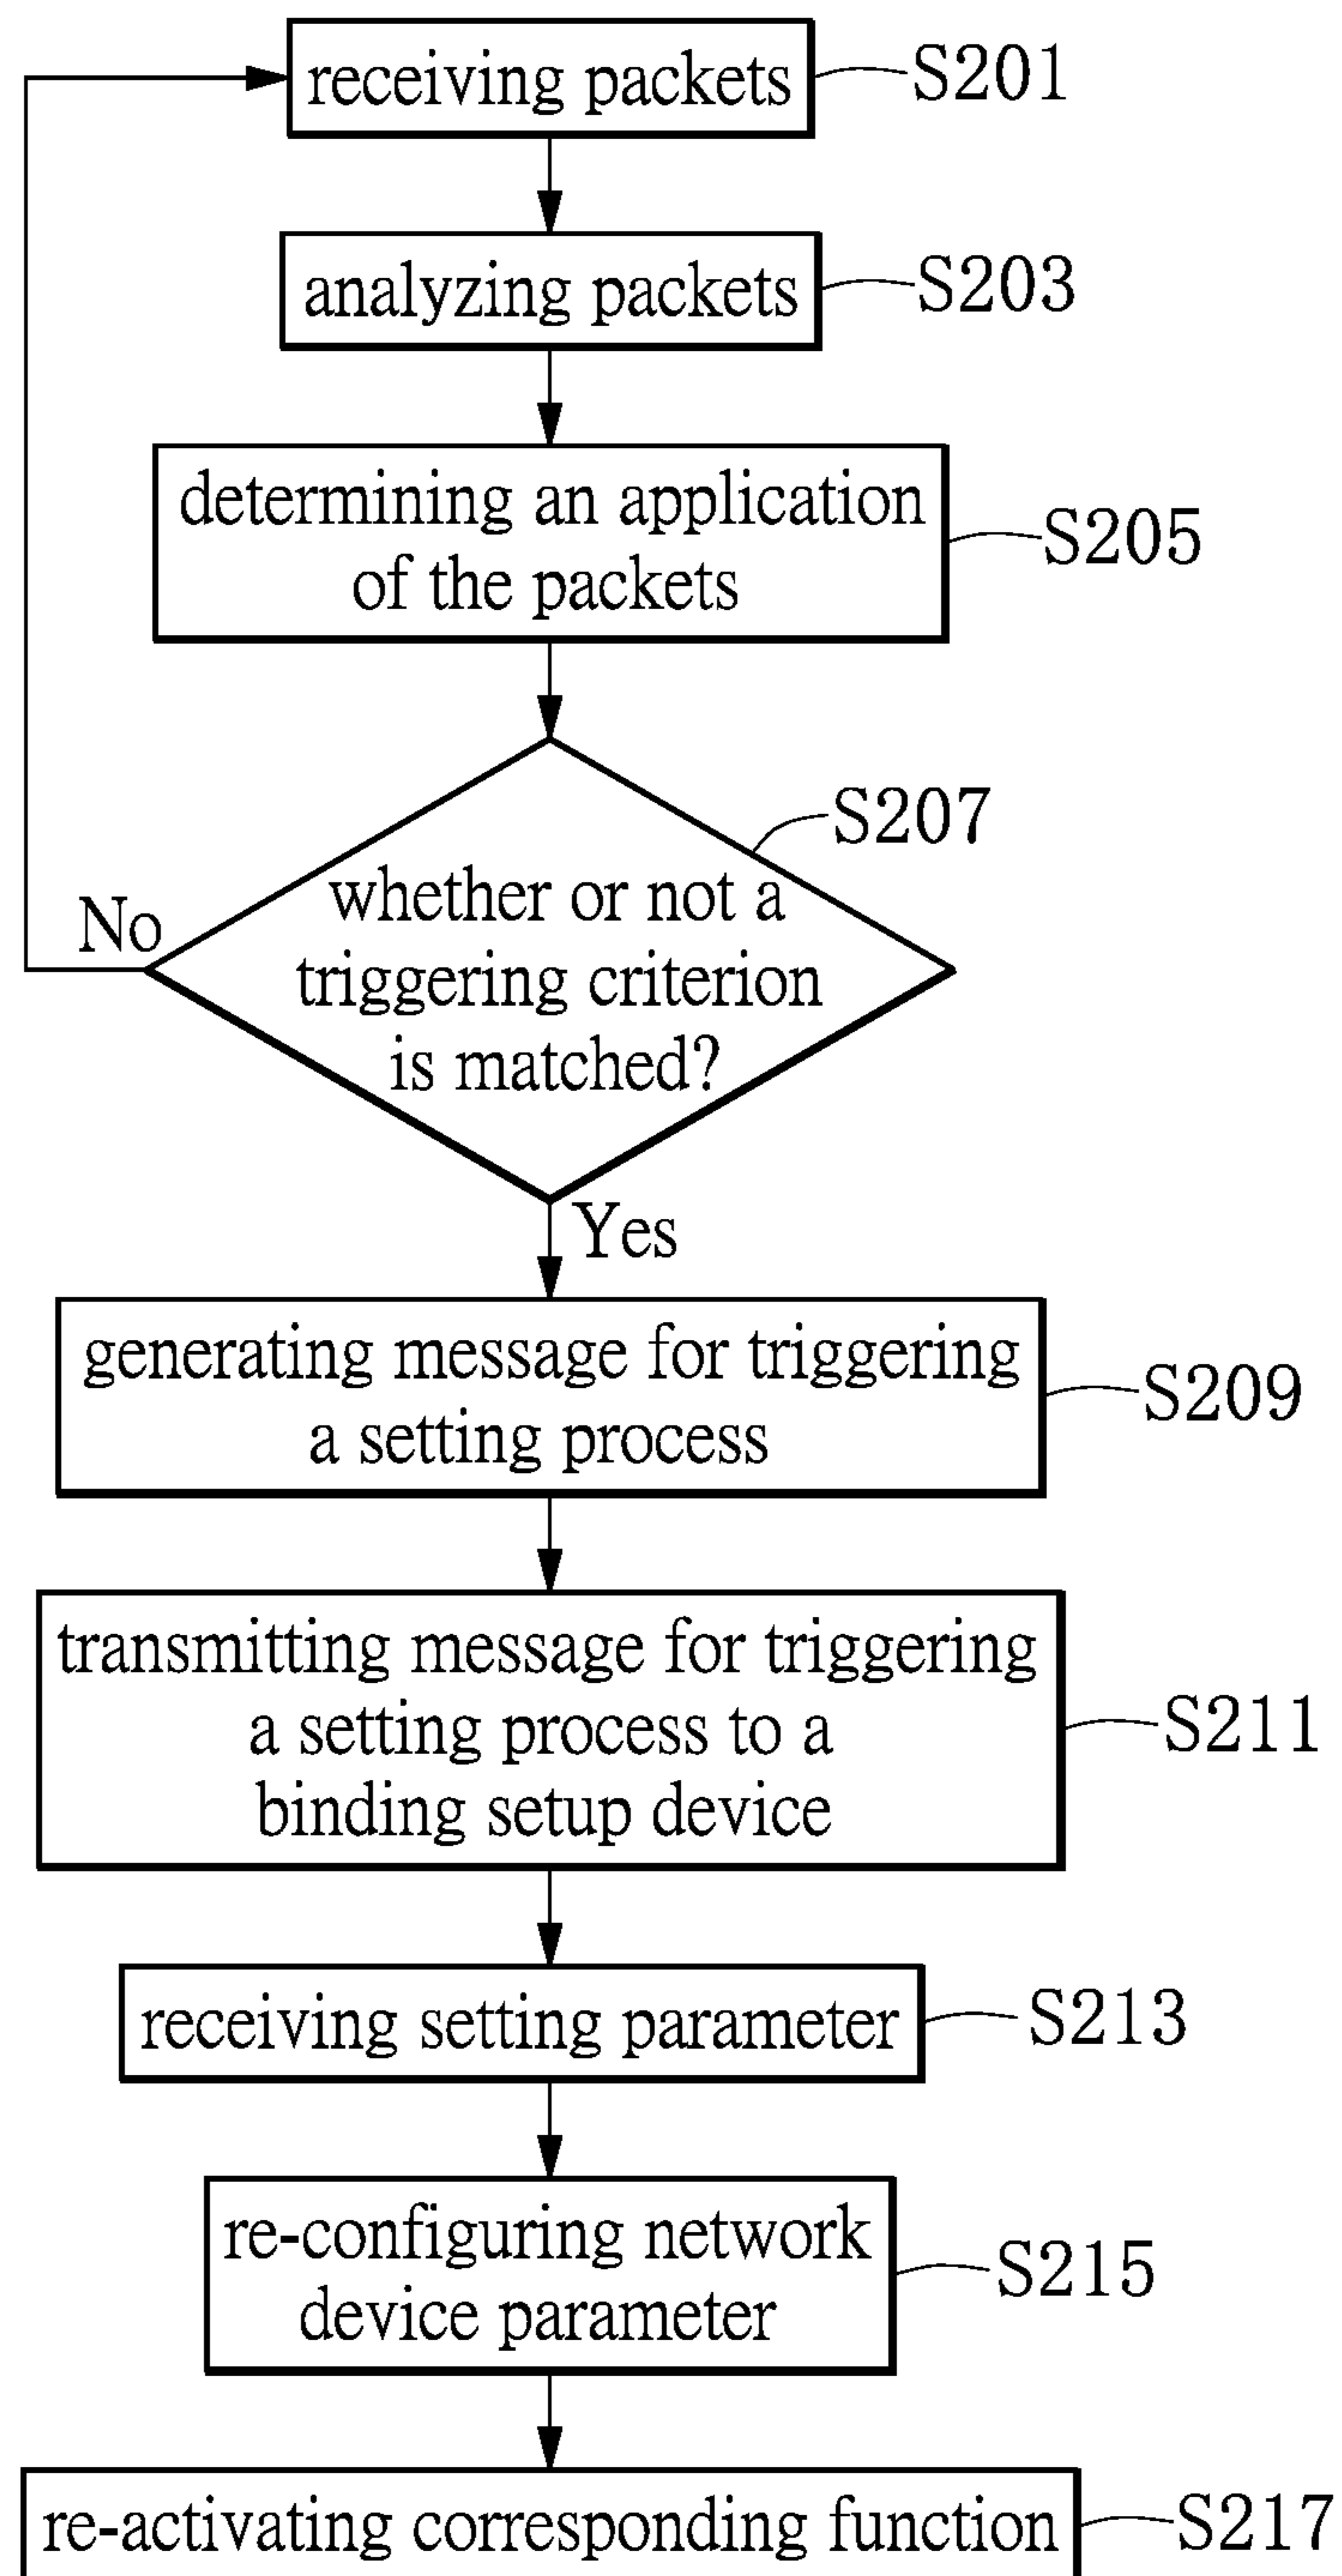 receiving packets
S201
analyzing packets
S203
determining an application
of the packets
S205
S207
whether or not a
triggering criterion
is matched?
No
Yes
generating message for triggering
a setting process
S209
transmitting message for triggering
a setting process to a
binding setup device
S211
receiving setting parameter
S213
re-configuring network
device parameter
S215
re-activating corresponding function
S217